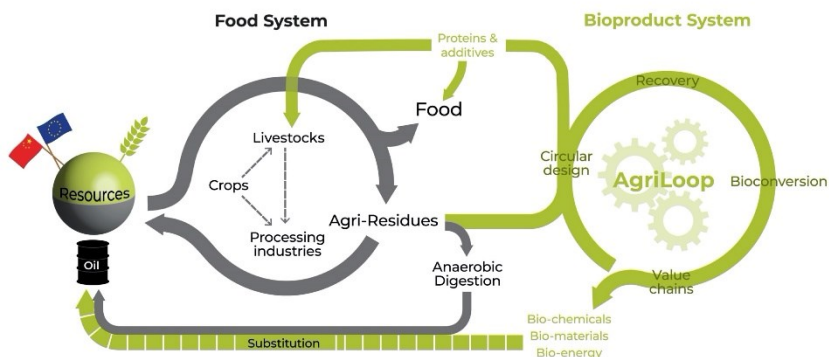 Food System
Bioproduct System
Proteins &
additives
Recovery
Food
Livestocks
Circular
design
AgriLoop
Bioconversion
Resources
Crops
Agri-Residues
Processing
industries
Oil
Anaerobic
Digestion
Value
chains
Bio-chemicals
Bio-materials
Bio-energy
Substitution